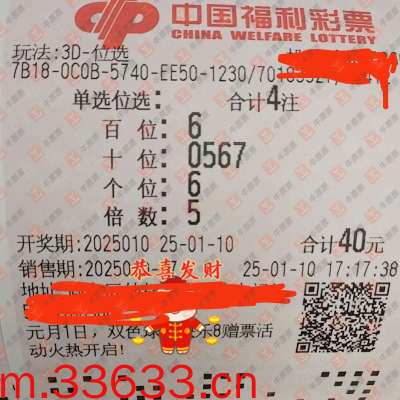 中国福利彩票
CHINA WELFARE LOTTERY
玩法:3D-位选
7B18-0C0B-5740-EE50-1230/70
单选位选: 合计4注
百 位: 6
十 位: 0567
个 位: 6
倍 数: 5
开奖期:2025010 25-01-10 合计40元
销售期:20250 25-01-10 17:17:38
恭喜发财
地址
元月1日，双色球 乐8赠票活
动火热开启!
m.33633.cn